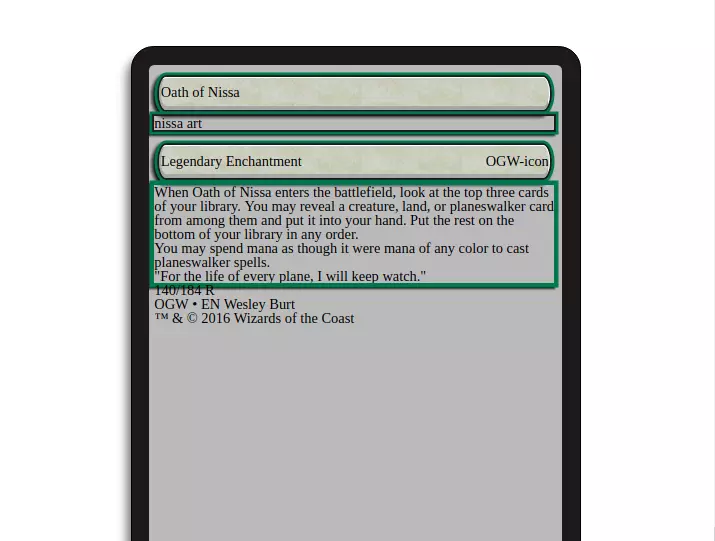 Oath of Nissa
nissa art
Legendary Enchantment OGW-icon
When Oath of Nissa enters the battlefield, look at the top three cards
of your library. You may reveal a creature, land, or planeswalker card
from among them and put it into your hand. Put the rest on the
bottom of your library in any order.
You may spend mana as though it were mana of any color to cast
planeswalker spells.
"For the life of every plane, I will keep watch."
140/184 R
OGW • EN Wesley Burt
™ & © 2016 Wizards of the Coast